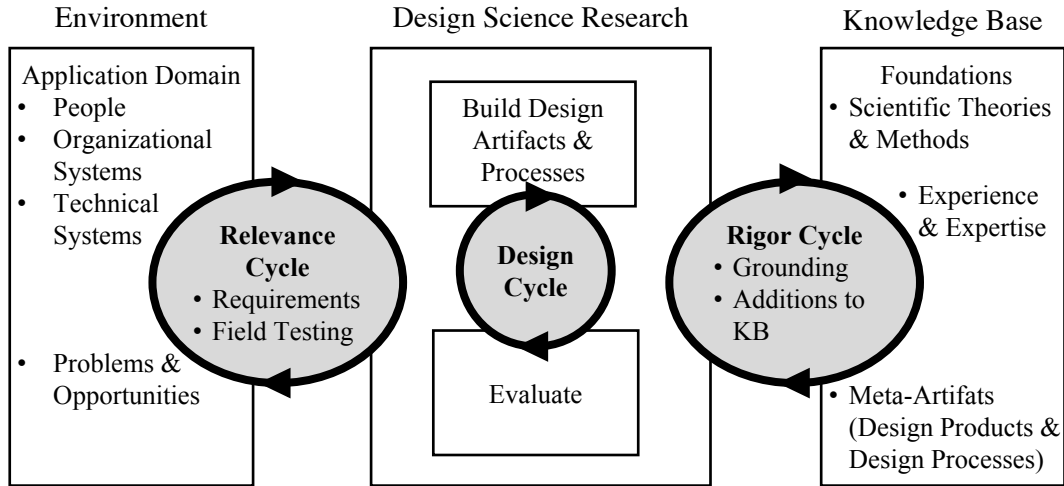 Environment
Design Science Research
Knowledge Base
Application Domain
• People
• Organizational
Systems
• Technical
Systems
• Problems &
Opportunities
Relevance
Cycle
• Requirements
• Field Testing
Build Design
Artifacts &
Processes
Design
Cycle
Evaluate
Rigor Cycle
• Grounding
• Additions to
KB
Foundations
• Scientific Theories
& Methods
• Experience
& Expertise
• Meta-Artifats
(Design Products &
Design Processes)